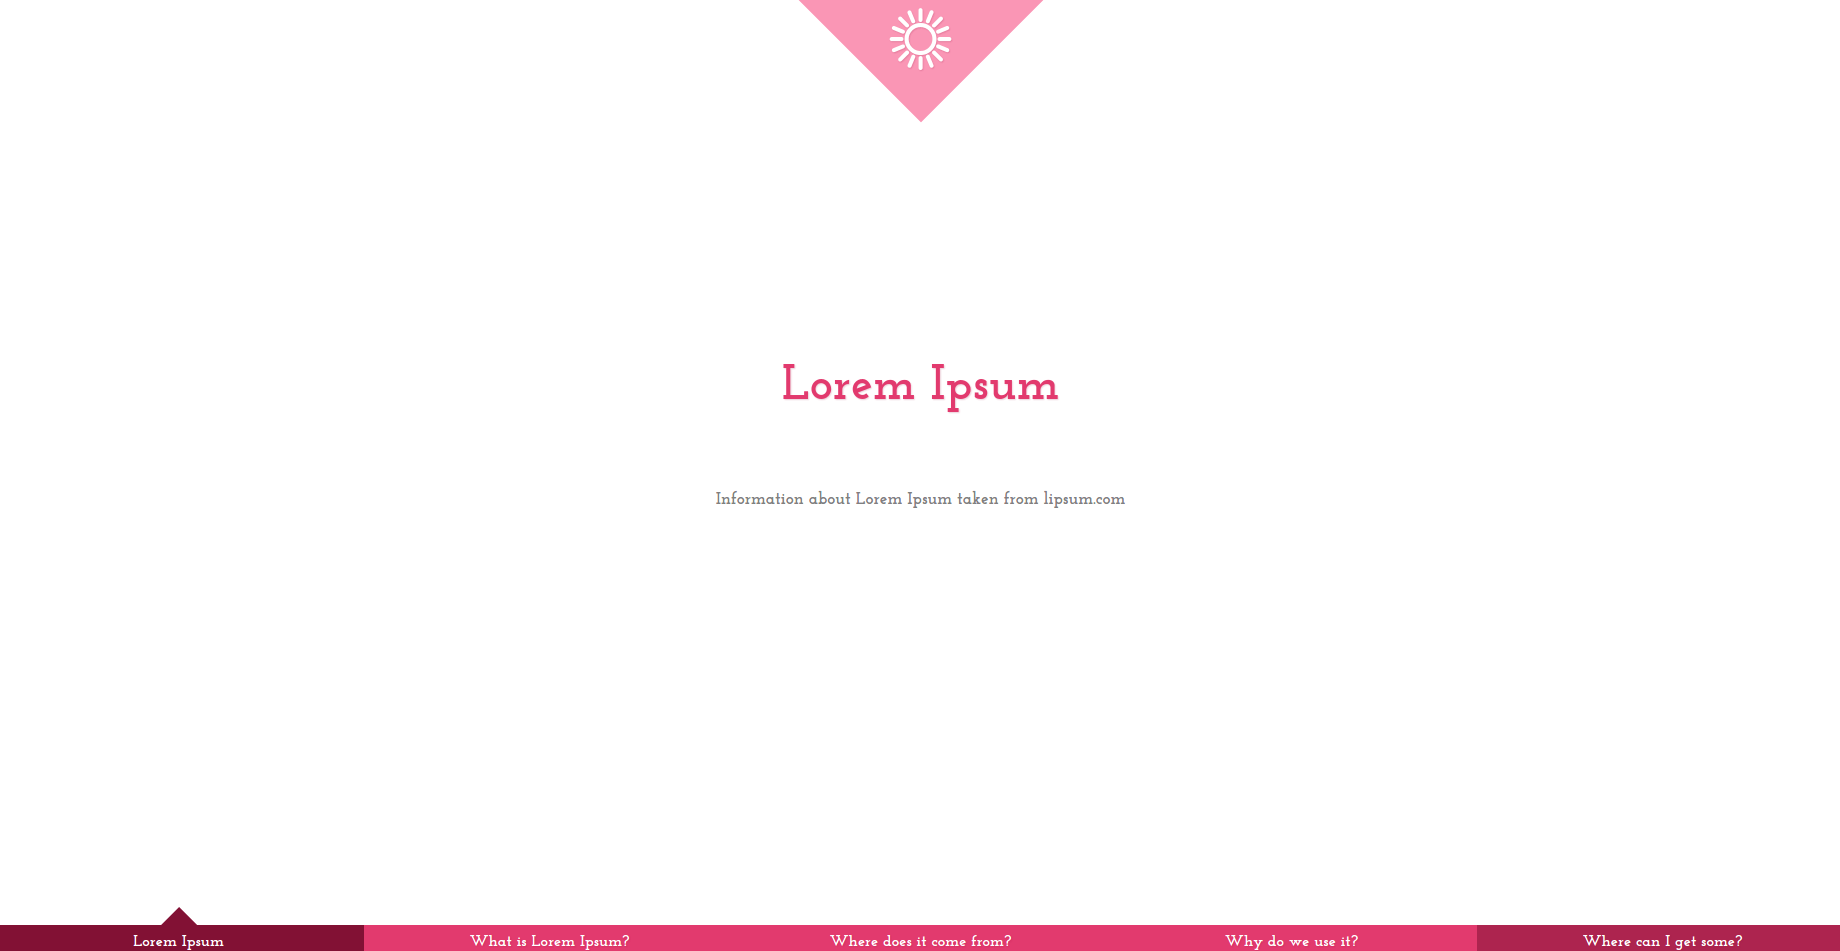 Lorem Ipsum
Information about Lorem Ipsum taken from lipsum.com
Lorem Ipsum
What is Lorem Ipsum?
Where does it come from?
Why do we use it?
Where can I get some?